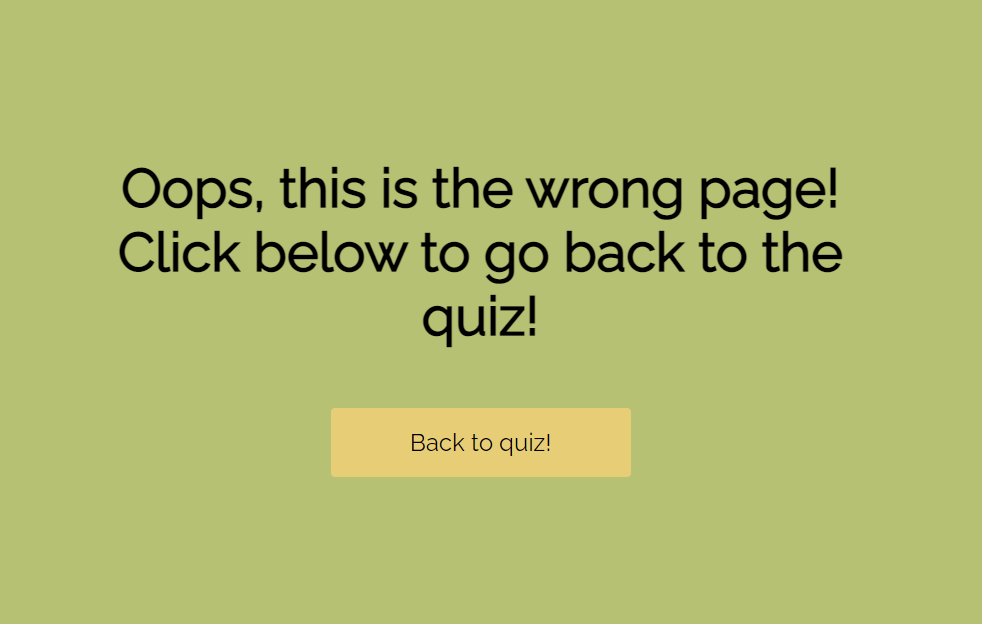 Oops, this is the wrong page!
Click below to go back to the
quiz!
Back to quiz!